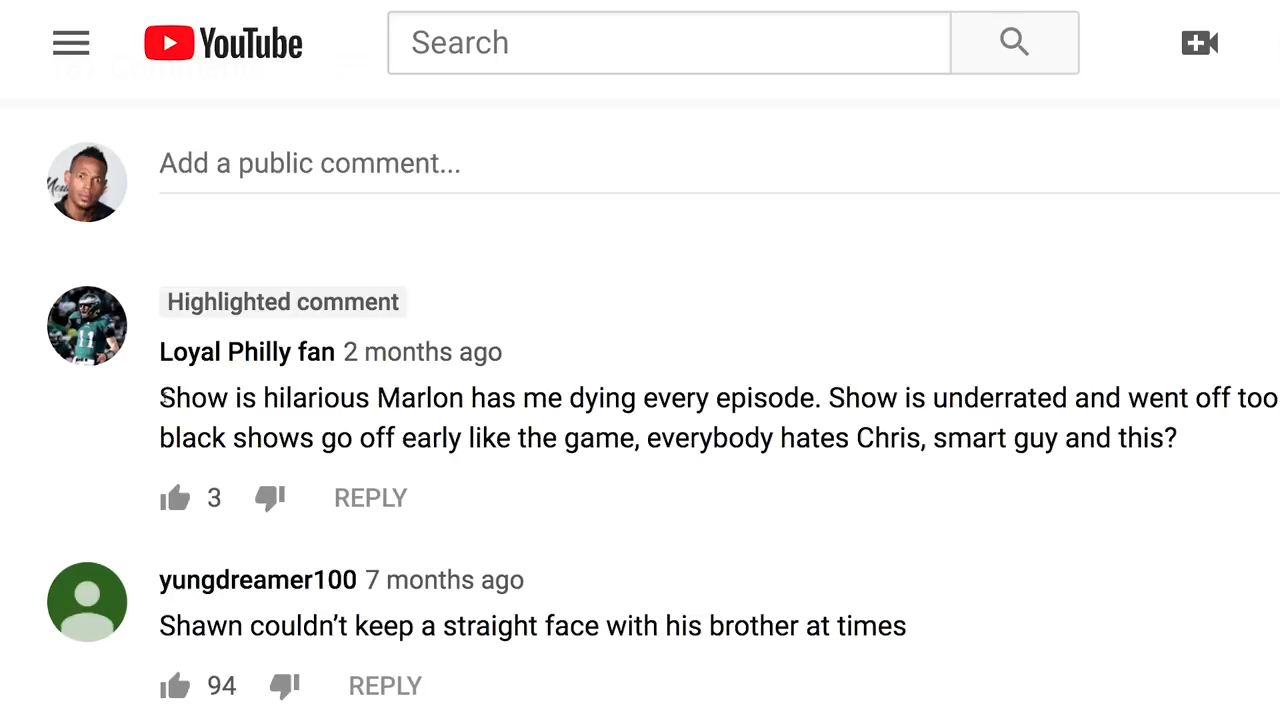 YouTube
Search
Add a public comment...
Highlighted comment
Loyal Philly fan 2 months ago
Show is hilarious Marlon has me dying every episode. Show is underrated and went off too
black shows go off early like the game, everybody hates Chris, smart guy and this?
3 REPLY
yungdreamer100 7 months ago
Shawn couldn’t keep a straight face with his brother at times
94 REPLY